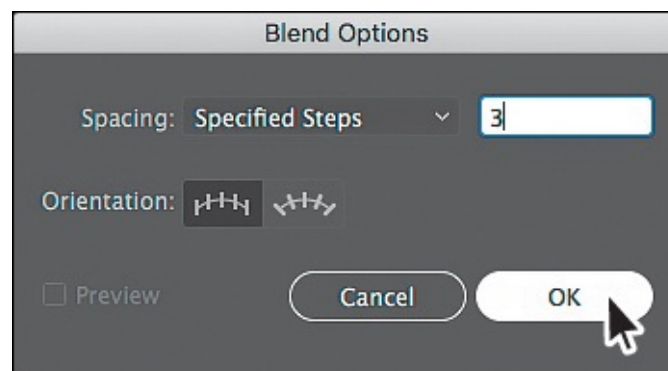 Blend Options
Spacing: Specified Steps 3
Orientation:
Preview Cancel OK